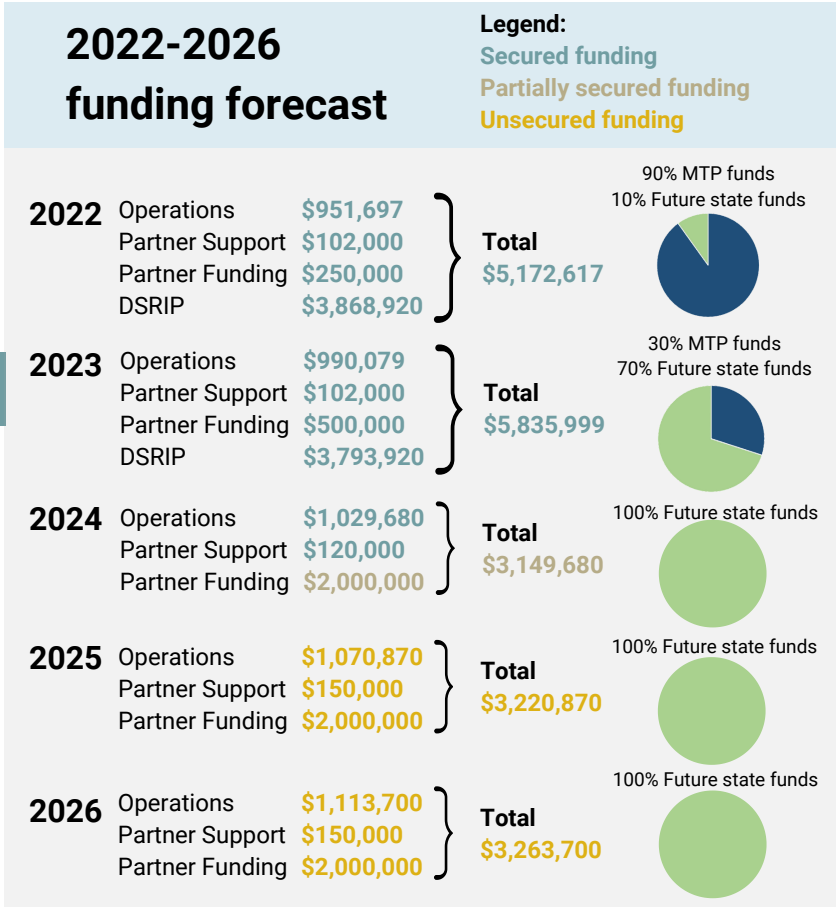 2022-2026
funding forecast
Legend:
Secured funding
Partially secured funding
Unsecured funding
2022
Operations $951,697
Partner Support $102,000
Partner Funding $250,000
DSRIP $3,868,920
Total
$5,172,617
90% MTP funds
10% Future state funds
2023
Operations $990,079
Partner Support $102,000
Partner Funding $500,000
DSRIP $3,793,920
Total
$5,835,999
30% MTP funds
70% Future state funds
2024
Operations $1,029,680
Partner Support $120,000
Partner Funding $2,000,000
Total
$3,149,680
100% Future state funds
2025
Operations $1,070,870
Partner Support $150,000
Partner Funding $2,000,000
Total
$3,220,870
100% Future state funds
2026
Operations $1,113,700
Partner Support $150,000
Partner Funding $2,000,000
Total
$3,263,700
100% Future state funds